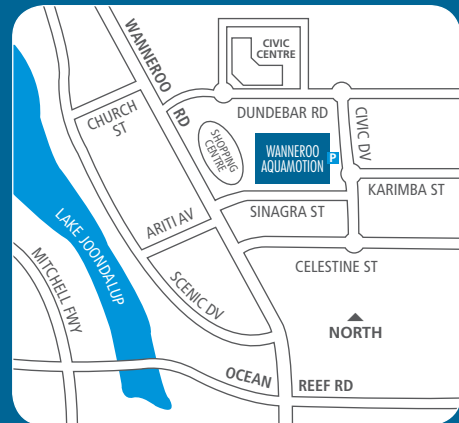 WANNEROO
RD
CIVIC
CENTRE
CHURCH
ST
DUNDEBAR RD
CIVIC DV
SHOPPING
CENTRE
WANNEROO
AQUAMOTION
P
KARIMBA ST
SINAGRA ST
ARITI AV
LAKE JOONDALUP
MITCHELL FWY
SCENIC DV
CELESTINE ST
NORTH
OCEAN REEF RD